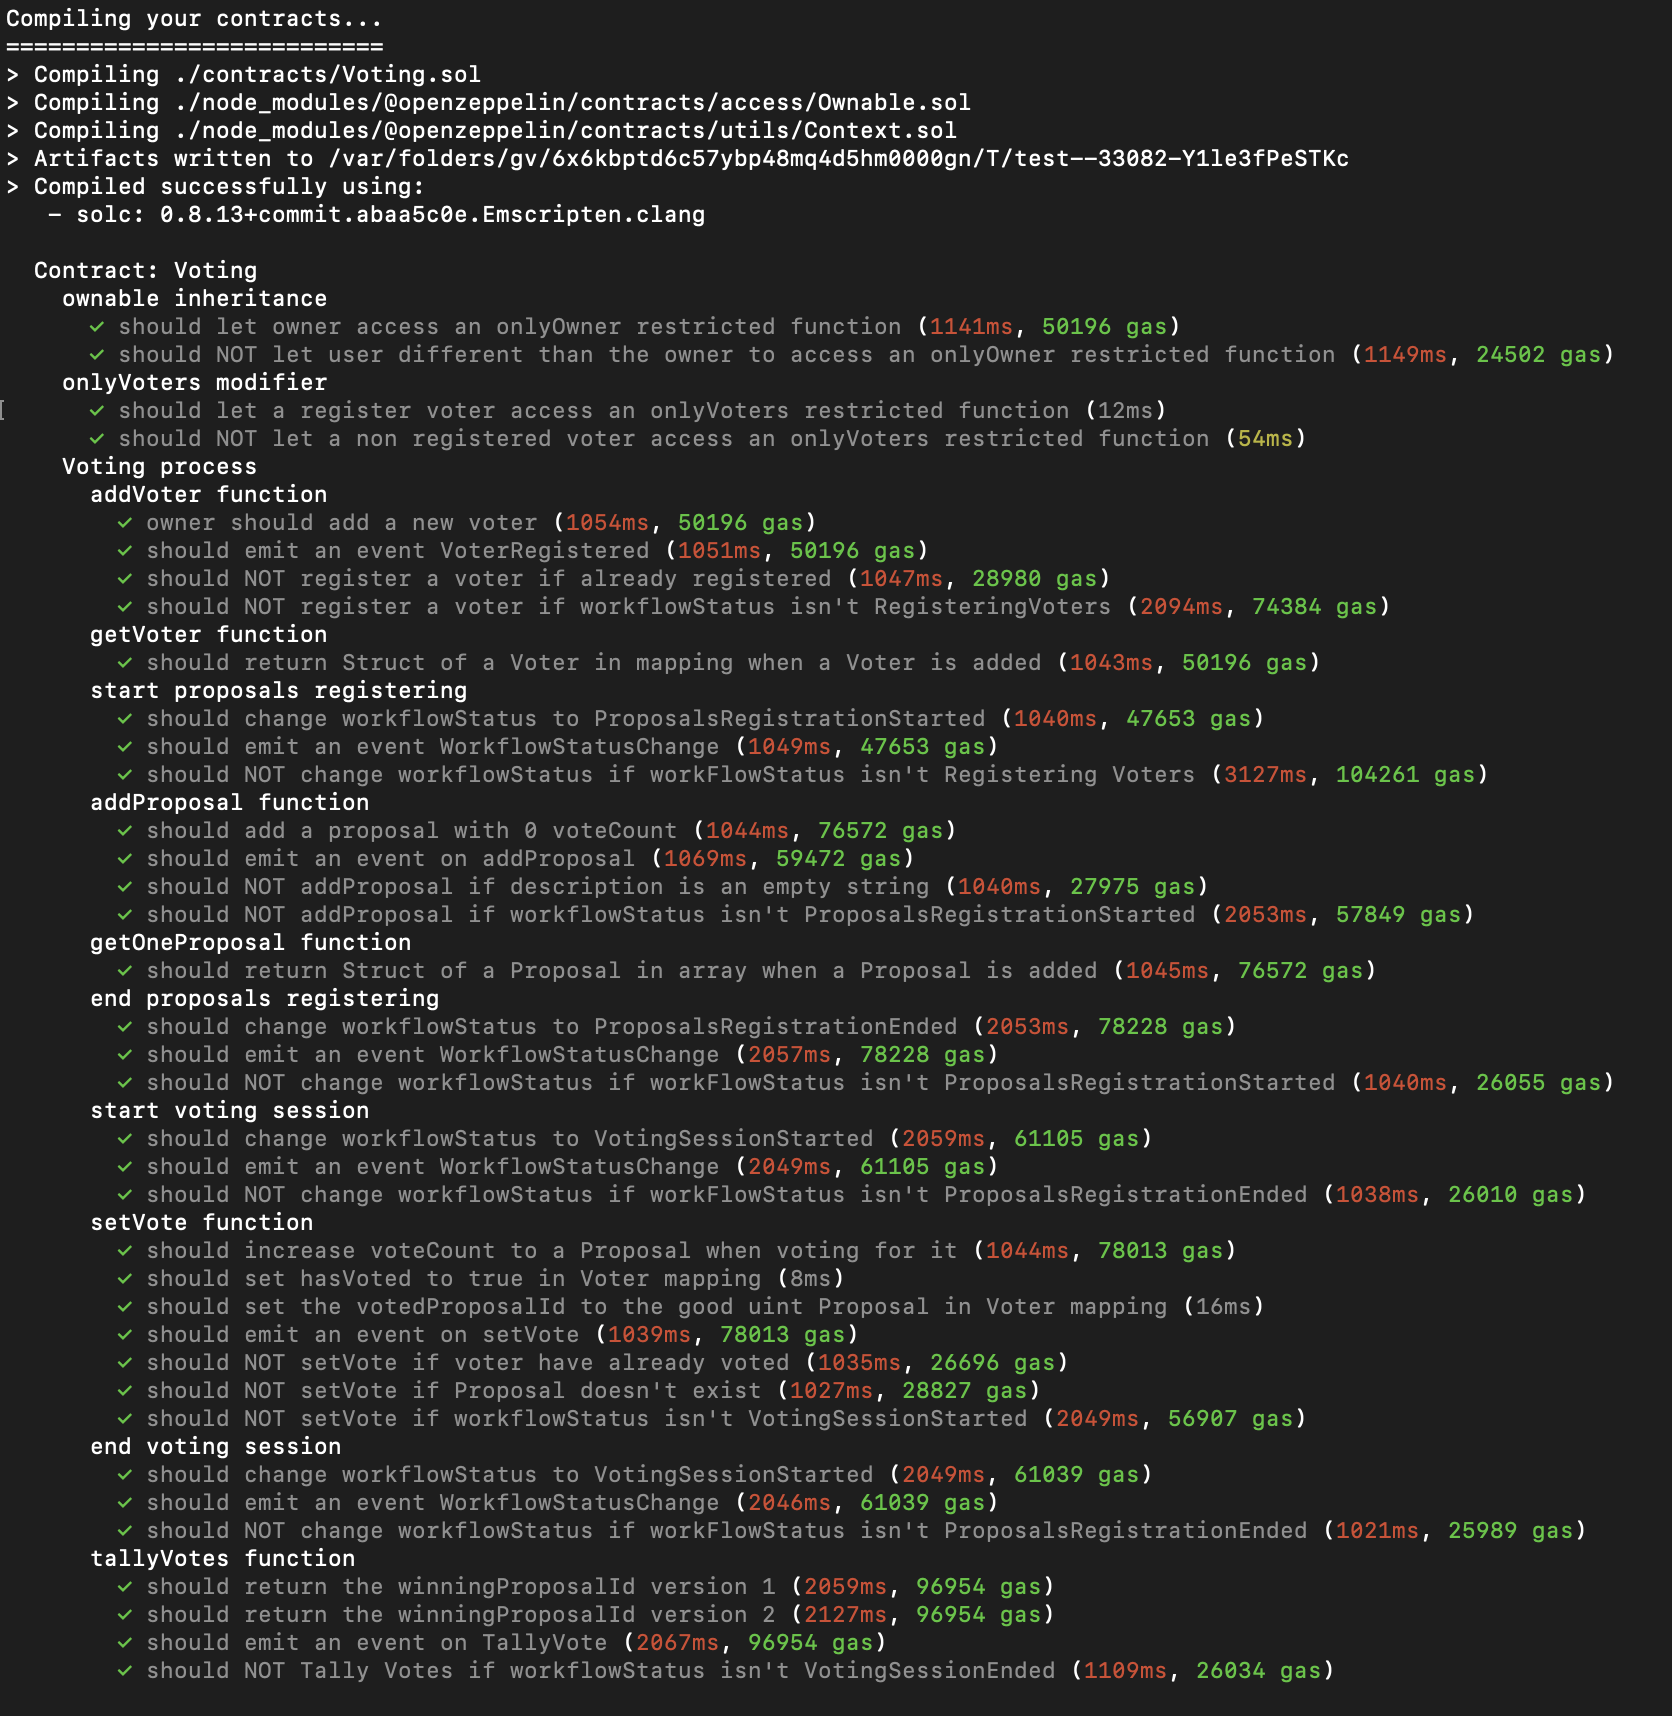 Compiling your contracts...
===========================
> Compiling ./contracts/Voting.sol
> Compiling ./node_modules/@openzeppelin/contracts/access/Ownable.sol
> Compiling ./node_modules/@openzeppelin/contracts/utils/Context.sol
> Artifacts written to /var/folders/gv/6x6kbptd6c57ybp48mq4d5hm0000gn/T/test--33082-Y1le3fPeSTKc
> Compiled successfully using:
   - solc: 0.8.13+commit.abaa5c0e.Emscripten.clang

  Contract: Voting
    ownable inheritance
      ✓ should let owner access an onlyOwner restricted function (1141ms, 50196 gas)
      ✓ should NOT let user different than the owner to access an onlyOwner restricted function (1149ms, 24502 gas)
    onlyVoters modifier
      ✓ should let a register voter access an onlyVoters restricted function (12ms)
      ✓ should NOT let a non registered voter access an onlyVoters restricted function (54ms)
    Voting process
      addVoter function
        ✓ owner should add a new voter (1054ms, 50196 gas)
        ✓ should emit an event VoterRegistered (1051ms, 50196 gas)
        ✓ should NOT register a voter if already registered (1047ms, 28980 gas)
        ✓ should NOT register a voter if workflowStatus isn't RegisteringVoters (2094ms, 74384 gas)
      getVoter function
        ✓ should return Struct of a Voter in mapping when a Voter is added (1043ms, 50196 gas)
      start proposals registering
        ✓ should change workflowStatus to ProposalsRegistrationStarted (1040ms, 47653 gas)
        ✓ should emit an event WorkflowStatusChange (1049ms, 47653 gas)
        ✓ should NOT change workflowStatus if workFlowStatus isn't Registering Voters (3127ms, 104261 gas)
      addProposal function
        ✓ should add a proposal with 0 voteCount (1044ms, 76572 gas)
        ✓ should emit an event on addProposal (1069ms, 59472 gas)
        ✓ should NOT addProposal if description is an empty string (1040ms, 27975 gas)
        ✓ should NOT addProposal if workflowStatus isn't ProposalsRegistrationStarted (2053ms, 57849 gas)
      getOneProposal function
        ✓ should return Struct of a Proposal in array when a Proposal is added (1045ms, 76572 gas)
      end proposals registering
        ✓ should change workflowStatus to ProposalsRegistrationEnded (2053ms, 78228 gas)
        ✓ should emit an event WorkflowStatusChange (2057ms, 78228 gas)
        ✓ should NOT change workflowStatus if workFlowStatus isn't ProposalsRegistrationStarted (1040ms, 26055 gas)
      start voting session
        ✓ should change workflowStatus to VotingSessionStarted (2059ms, 61105 gas)
        ✓ should emit an event WorkflowStatusChange (2049ms, 61105 gas)
        ✓ should NOT change workflowStatus if workFlowStatus isn't ProposalsRegistrationEnded (1038ms, 26010 gas)
      setVote function
        ✓ should increase voteCount to a Proposal when voting for it (1044ms, 78013 gas)
        ✓ should set hasVoted to true in Voter mapping (8ms)
        ✓ should set the votedProposalId to the good uint Proposal in Voter mapping (16ms)
        ✓ should emit an event on setVote (1039ms, 78013 gas)
        ✓ should NOT setVote if voter have already voted (1035ms, 26696 gas)
        ✓ should NOT setVote if Proposal doesn't exist (1027ms, 28827 gas)
        ✓ should NOT setVote if workflowStatus isn't VotingSessionStarted (2049ms, 56907 gas)
      end voting session
        ✓ should change workflowStatus to VotingSessionStarted (2049ms, 61039 gas)
        ✓ should emit an event WorkflowStatusChange (2046ms, 61039 gas)
        ✓ should NOT change workflowStatus if workFlowStatus isn't ProposalsRegistrationEnded (1021ms, 25989 gas)
      tallyVotes function
        ✓ should return the winningProposalId version 1 (2059ms, 96954 gas)
        ✓ should return the winningProposalId version 2 (2127ms, 96954 gas)
        ✓ should emit an event on TallyVote (2067ms, 96954 gas)
        ✓ should NOT Tally Votes if workflowStatus isn't VotingSessionEnded (1109ms, 26034 gas)